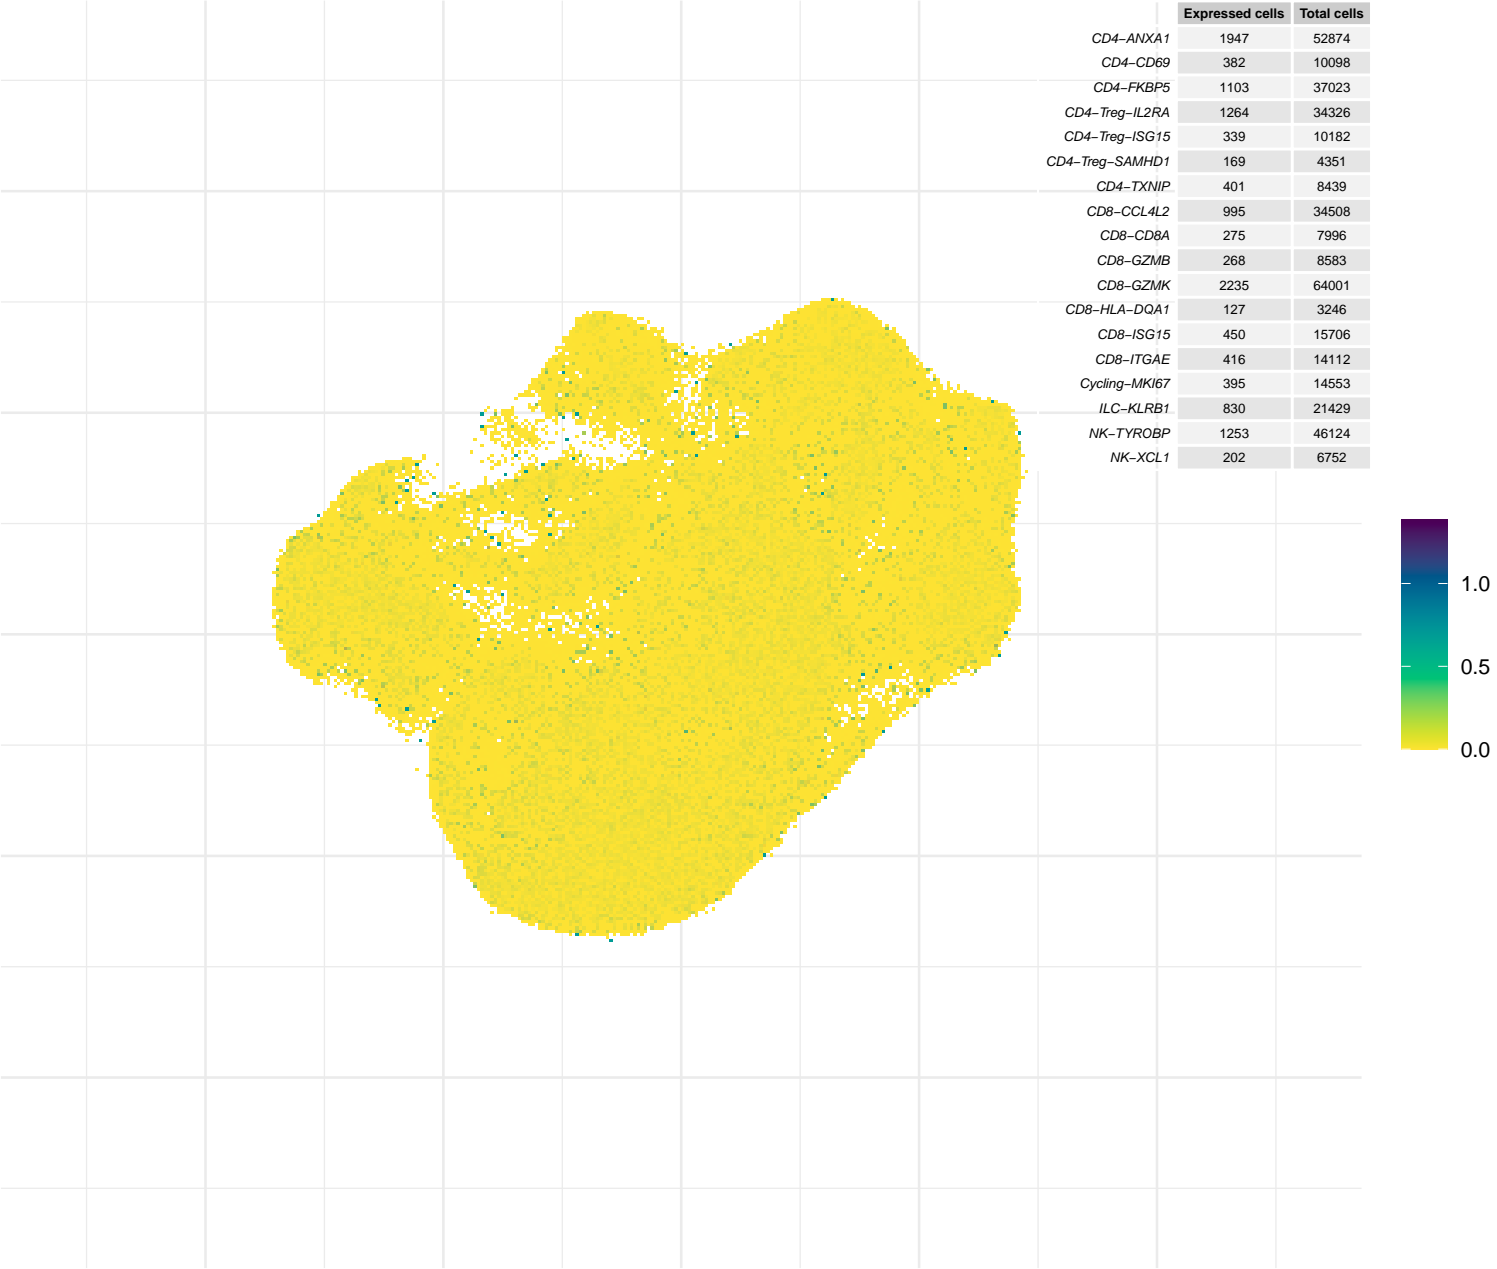 Expressed cells Total cells
CD4−ANXA1 1947 52874
CD4−CD69 382 10098
CD4−FKBP5 1103 37023
CD4−Treg−IL2RA 1264 34326
CD4−Treg−ISG15 339 10182
CD4−Treg−SAMHD1 169 4351
CD4−TXNIP 401 8439
CD8−CCL4L2 995 34508
CD8−CD8A 275 7996
CD8−GZMB 268 8583
CD8−GZMK 2235 64001
CD8−HLA−DQA1 127 3246
CD8−ISG15 450 15706
CD8−ITGAE 416 14112
Cycling−MKI67 395 14553
ILC−KLRB1 830 21429
NK−TYROBP 1253 46124
NK−XCL1 202 6752
1.0
0.5
0.0